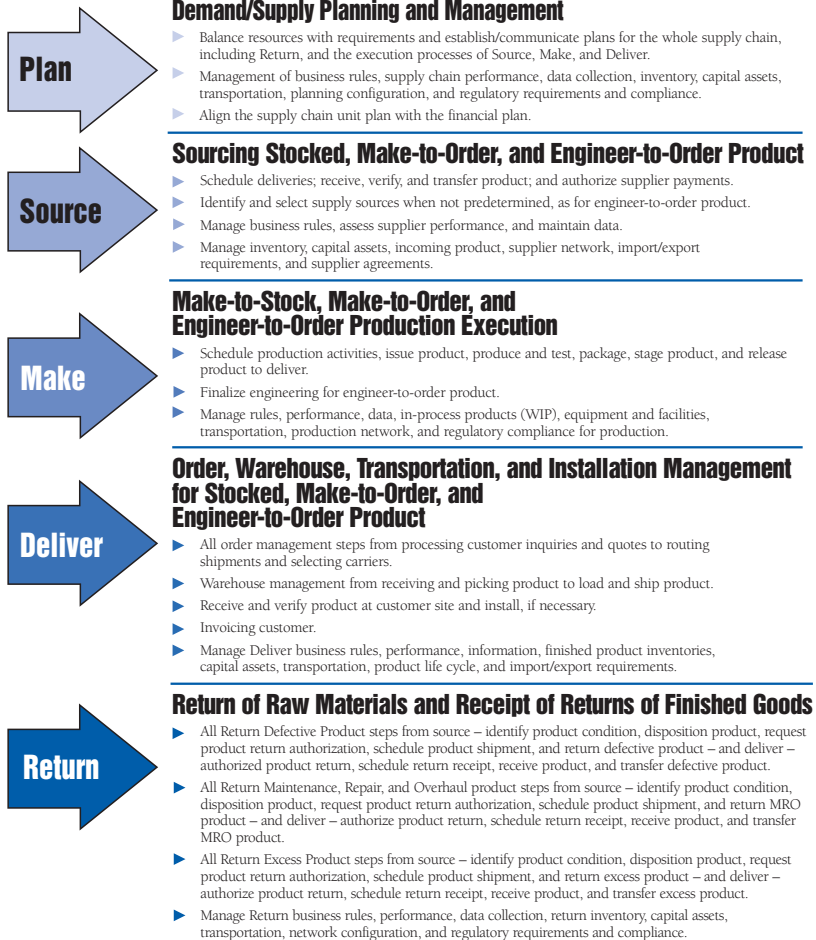 Demand/Supply Planning and Management
Plan
Balance resources with requirements and establish/communicate plans for the whole supply chain,
including Return, and the execution processes of Source, Make, and Deliver.
Management of business rules, supply chain performance, data collection, inventory, capital assets,
transportation, planning configuration, and regulatory requirements and compliance.
Align the supply chain unit plan with the financial plan.
Sourcing Stocked, Make-to-Order, and Engineer-to-Order Product
Source
Schedule deliveries; receive, verify, and transfer product; and authorize supplier payments.
Identify and select supply sources when not predetermined, as for engineer-to-order product.
Manage business rules, assess supplier performance, and maintain data.
Manage inventory, capital assets, incoming product, supplier network, import/export
requirements, and supplier agreements.
Make-to-Stock, Make-to-Order, and
Engineer-to-Order Production Execution
Make
Schedule production activities, issue product, produce and test, package, stage product, and release
product to deliver.
Finalize engineering for engineer-to-order product.
Manage rules, performance, data, in-process products (WIP), equipment and facilities,
transportation, production network, and regulatory compliance for production.
Order, Warehouse, Transportation, and Installation Management
for Stocked, Make-to-Order, and
Engineer-to-Order Product
Deliver
All order management steps from processing customer inquiries and quotes to routing
shipments and selecting carriers.
Warehouse management from receiving and picking product to load and ship product.
Receive and verify product at customer site and install, if necessary.
Invoicing customer.
Manage Deliver business rules, performance, information, finished product inventories,
capital assets, transportation, product life cycle, and import/export requirements.
Return of Raw Materials and Receipt of Returns of Finished Goods
Return
All Return Defective Product steps from source – identify product condition, disposition product, request
product return authorization, schedule product shipment, and return defective product – and deliver –
authorized product return, schedule return receipt, receive product, and transfer defective product.
All Return Maintenance, Repair, and Overhaul product steps from source – identify product condition,
disposition product, request product return authorization, schedule product shipment, and return MRO
product – and deliver – authorize product return, schedule return receipt, receive product, and transfer
MRO product.
All Return Excess Product steps from source – identify product condition, disposition product, request
product return authorization, schedule product shipment, and return excess product – and deliver –
authorize product return, schedule return receipt, receive product, and transfer excess product.
Manage Return business rules, performance, data collection, return inventory, capital assets,
transportation, network configuration, and regulatory requirements and compliance.